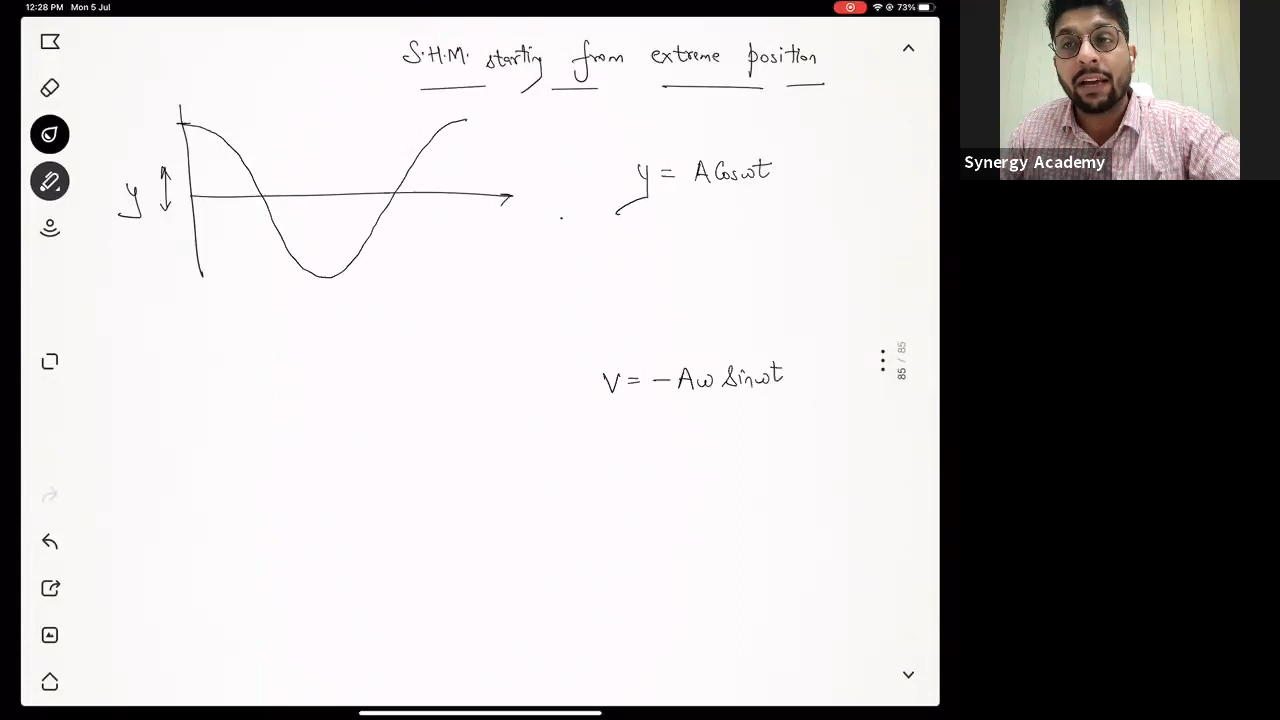 12:28 PM Mon 5 Jul
73%
S.H.M. starting from extreme position
y
y = A Cos ωt
V = - Aω Sin ωt
85 / 85
Synergy Academy